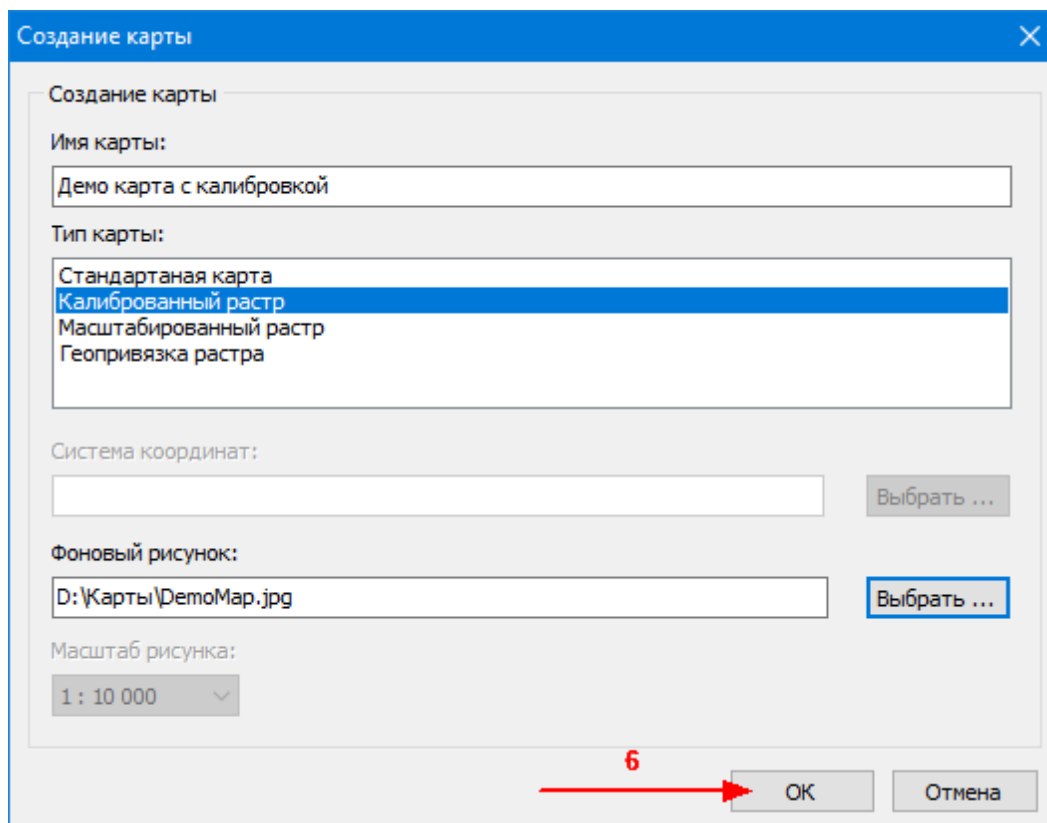 Создание карты
Создание карты
Имя карты:
Демо карта с калибровкой
Тип карты:
Стандартаная карта
Калиброванный растр
Масштабированный растр
Геопривязка растра
Система координат:
Выбрать ...
Фоновый рисунок:
D:\Карты\DemoMap.jpg
Выбрать ...
Масштаб рисунка:
1 : 10 000
6
ОК
Отмена